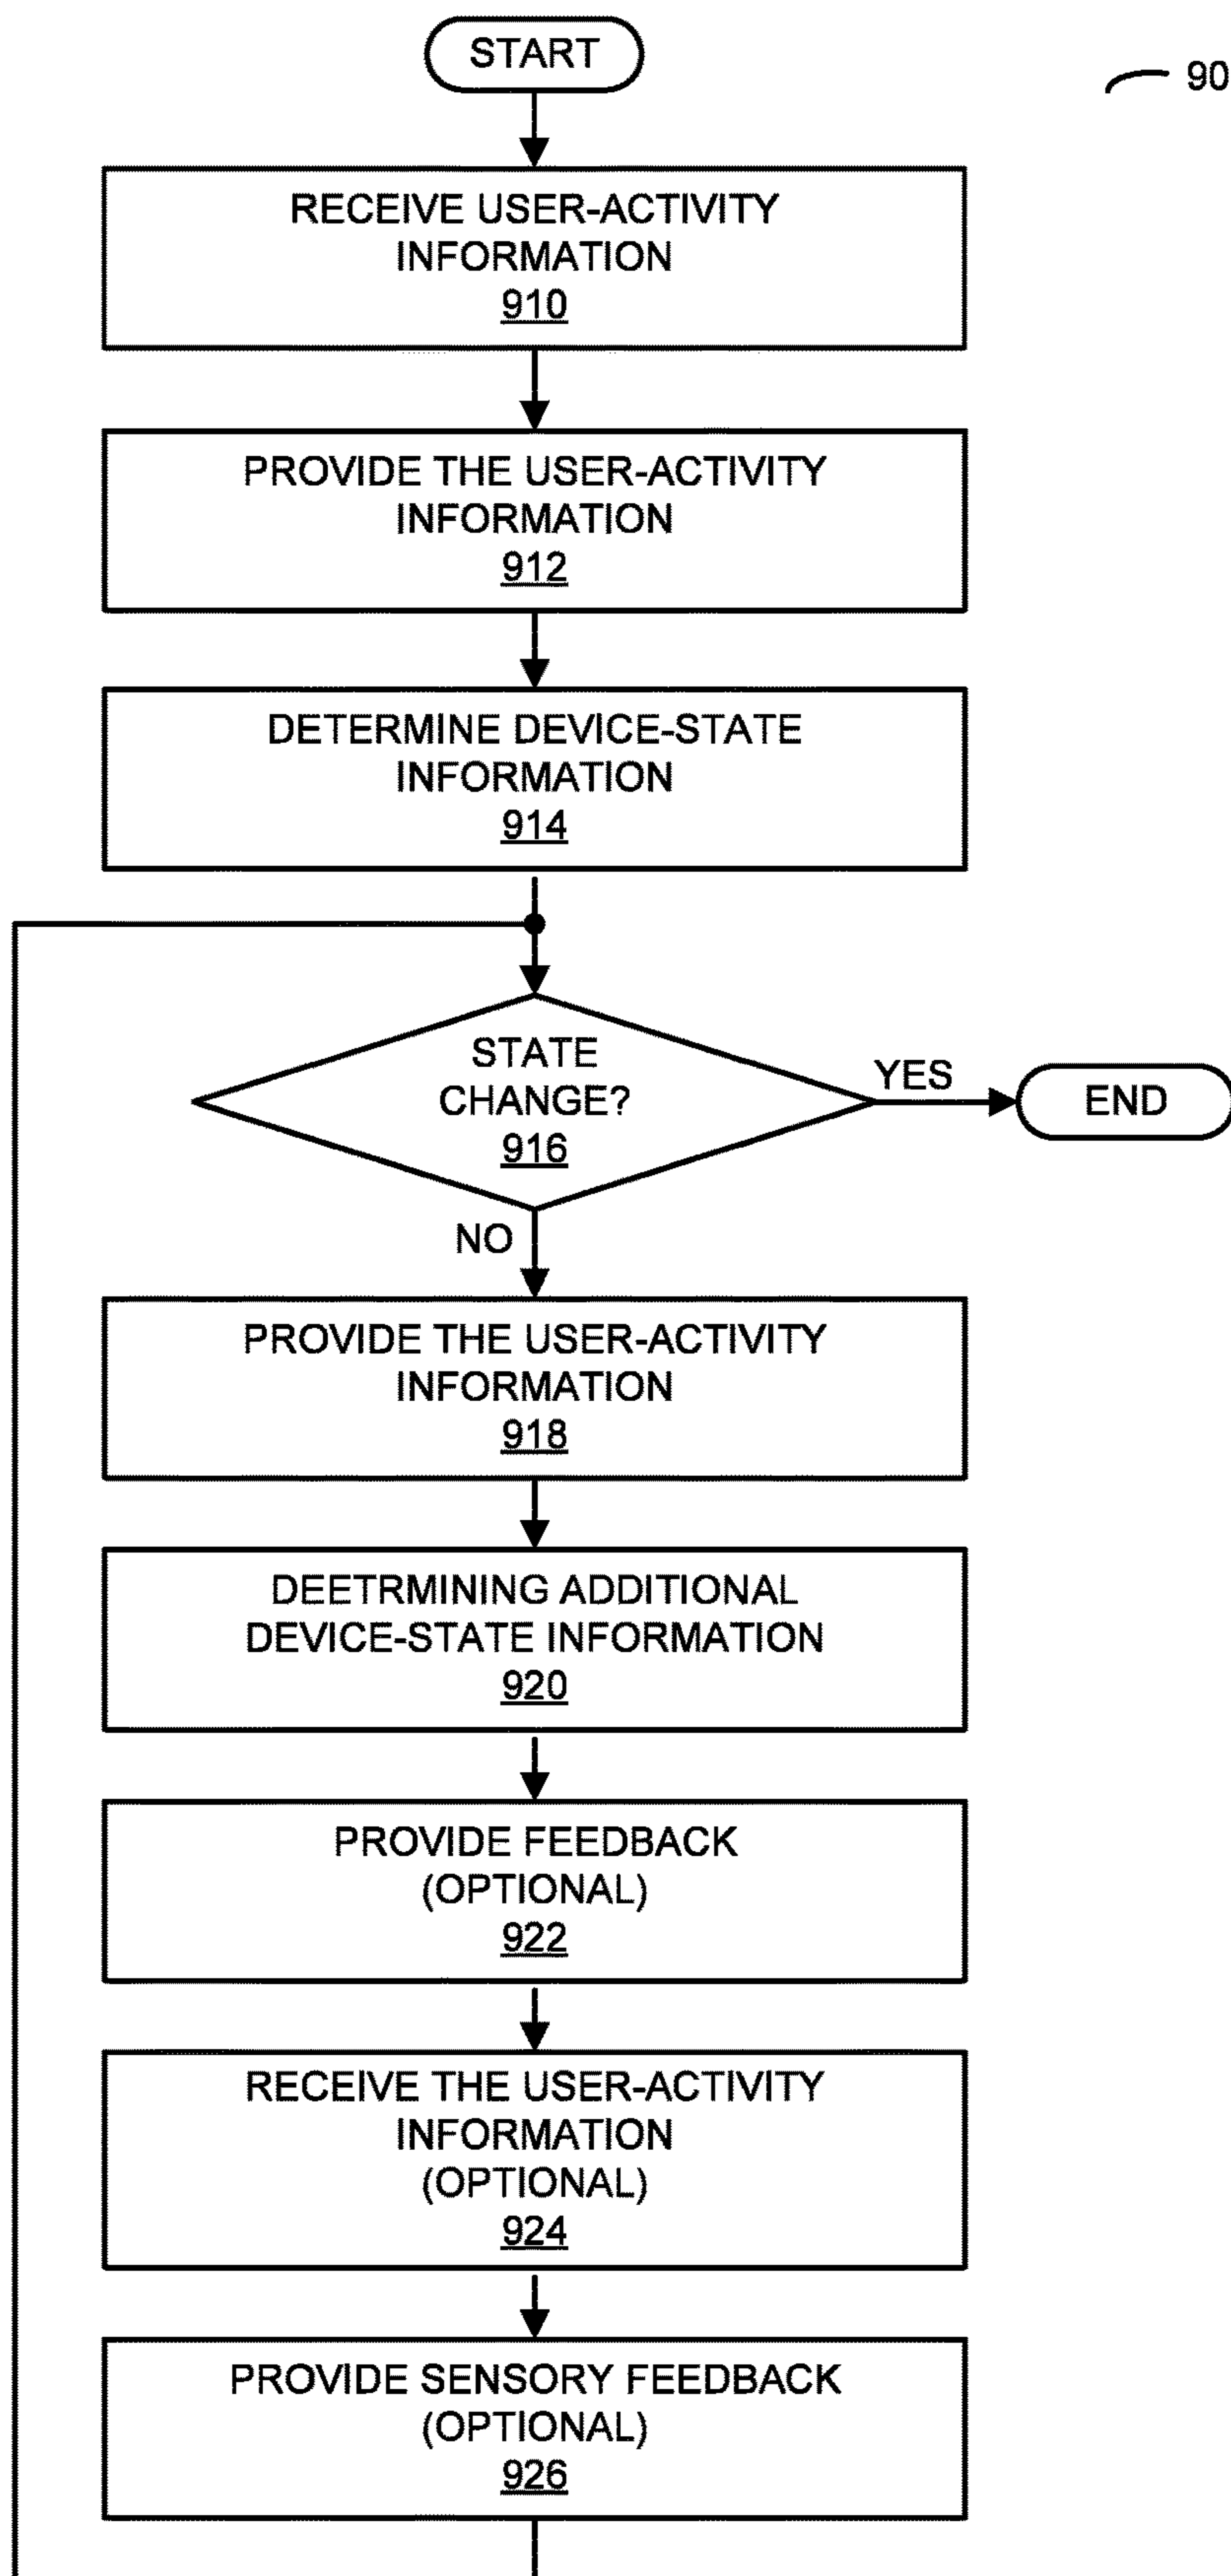 START
90
RECEIVE USER-ACTIVITY
INFORMATION
910
PROVIDE THE USER-ACTIVITY
INFORMATION
912
DETERMINE DEVICE-STATE
INFORMATION
914
STATE
CHANGE?
916
YES
END
NO
PROVIDE THE USER-ACTIVITY
INFORMATION
918
DEETRMINING ADDITIONAL
DEVICE-STATE INFORMATION
920
PROVIDE FEEDBACK
(OPTIONAL)
922
RECEIVE THE USER-ACTIVITY
INFORMATION
(OPTIONAL)
924
PROVIDE SENSORY FEEDBACK
(OPTIONAL)
926